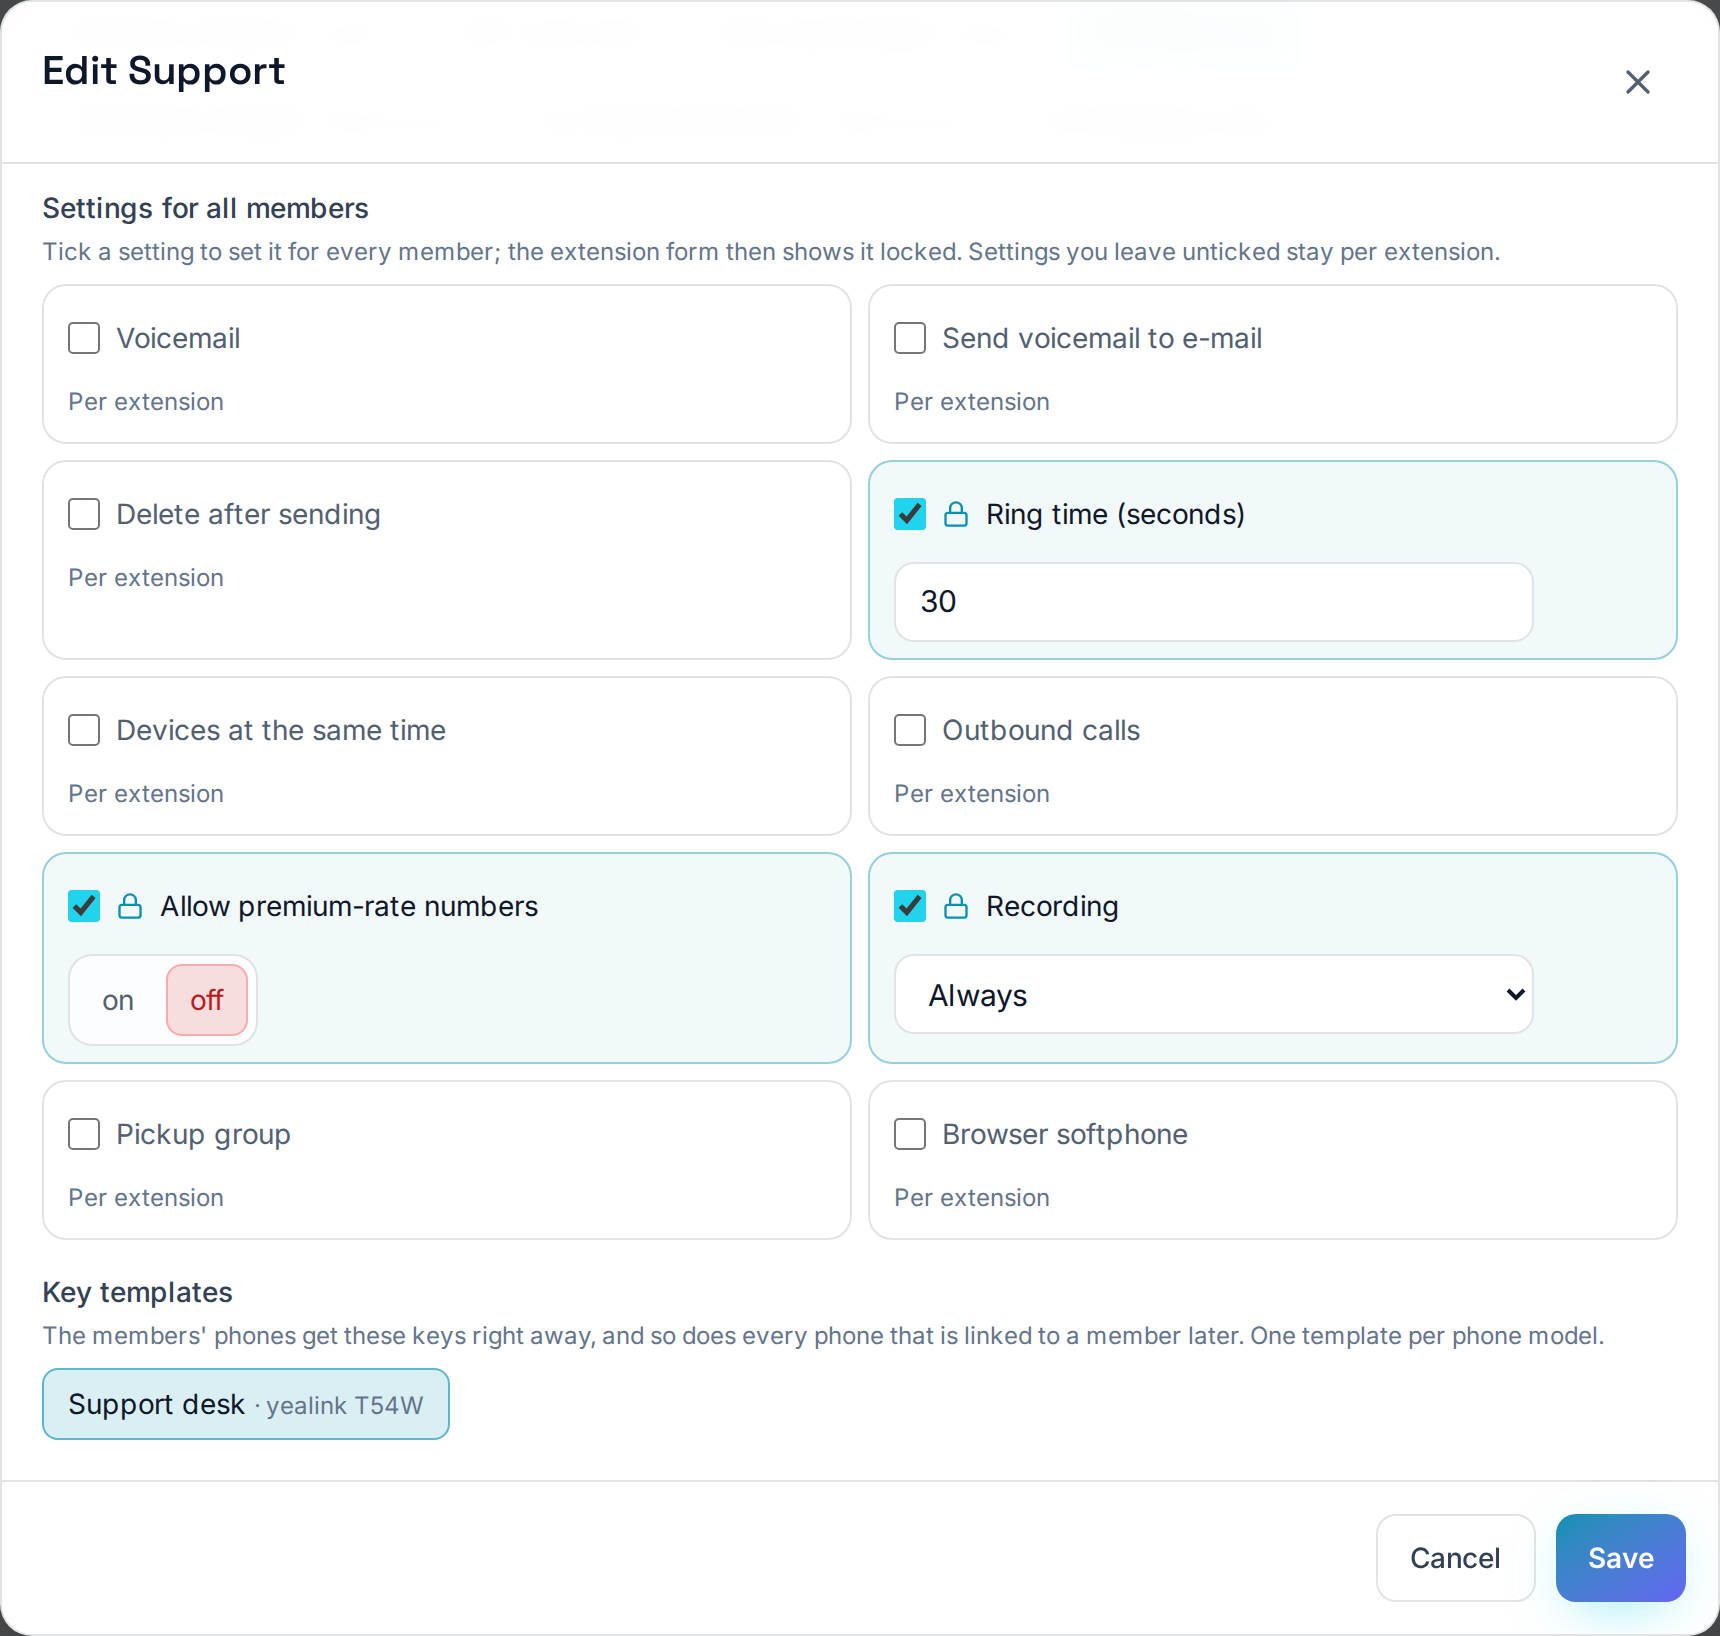 Edit Support
Settings for all members
Tick a setting to set it for every member; the extension form then shows it locked. Settings you leave unticked stay per extension.
Voicemail
Per extension
Send voicemail to e-mail
Per extension
Delete after sending
Per extension
Ring time (seconds)
30
Devices at the same time
Per extension
Outbound calls
Per extension
Allow premium-rate numbers
on off
Recording
Always
Pickup group
Per extension
Browser softphone
Per extension
Key templates
The members' phones get these keys right away, and so does every phone that is linked to a member later. One template per phone model.
Support desk · yealink T54W
Cancel
Save